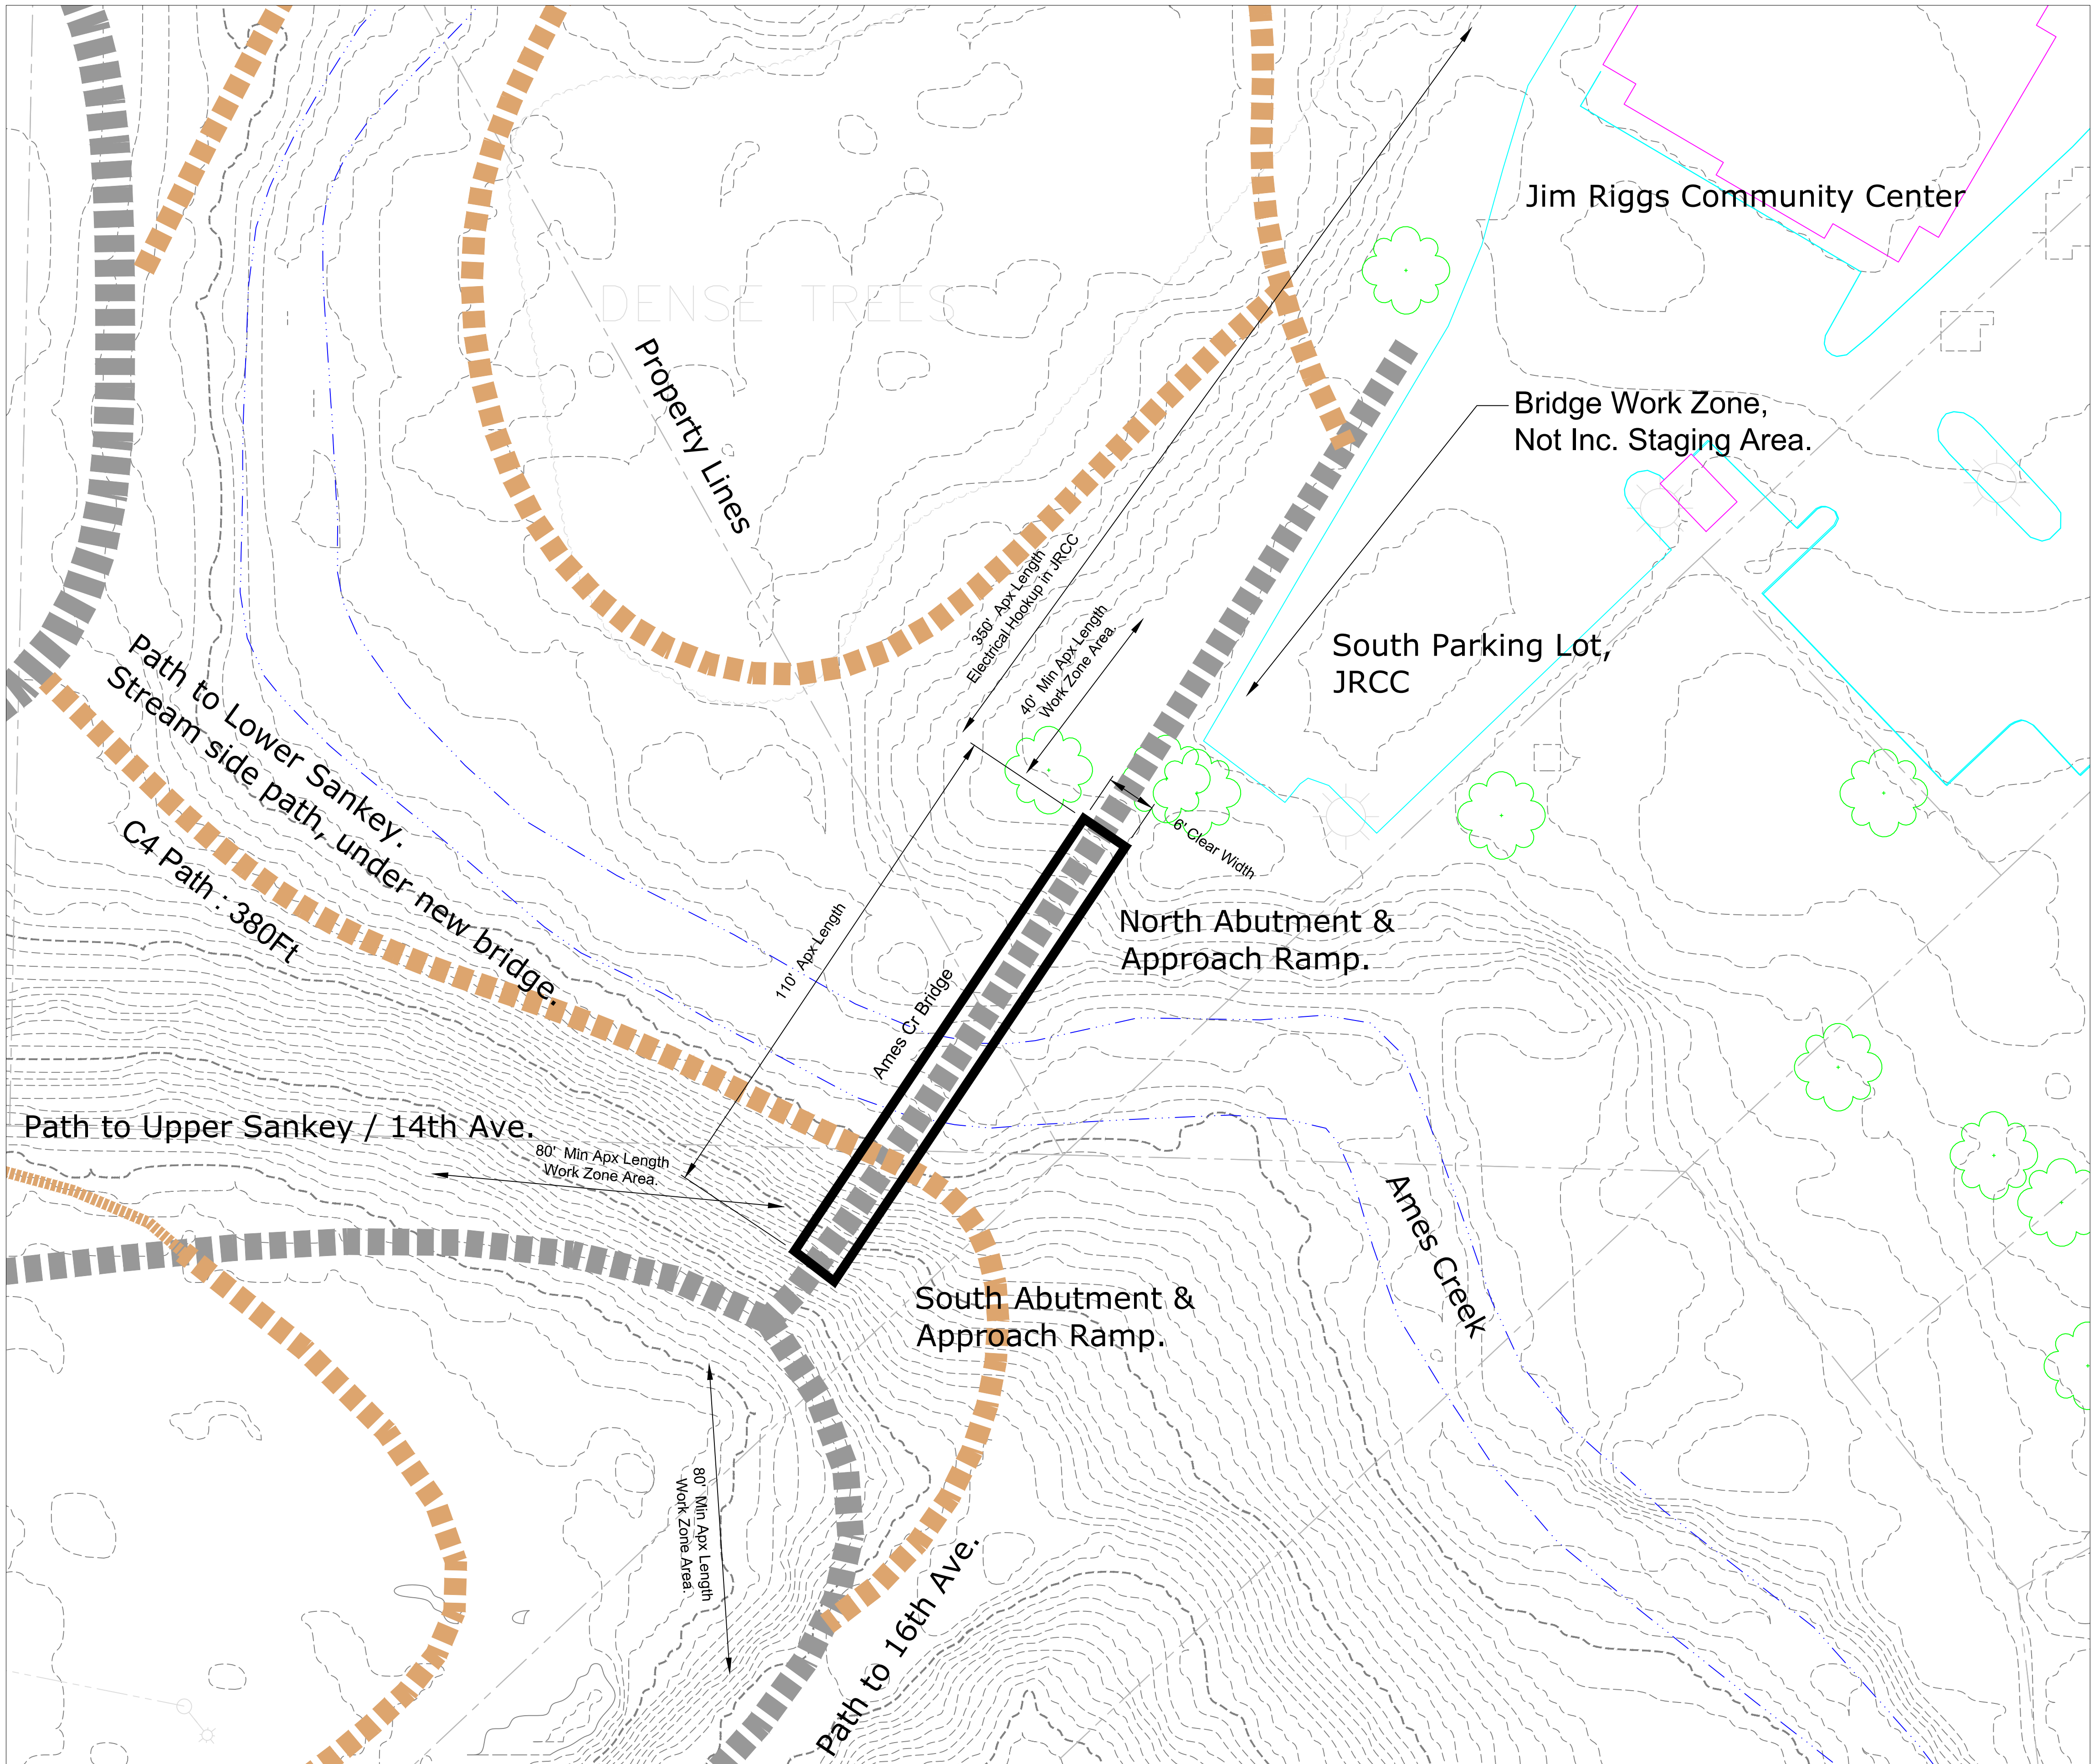 Jim Riggs Community Center
DENSE TREES
Property Lines
Bridge Work Zone,
Not Inc. Staging Area.
350' Apx Length
Electrical Hookup in JRCC
40' Min Apx Length
Work Zone Area.
South Parking Lot,
JRCC
Path to Lower Sankey.
Stream side path, under new bridge.
C4 Path : 380Ft
6' Clear Width
110' Apx Length
Ames Cr Bridge
North Abutment &
Approach Ramp.
Path to Upper Sankey / 14th Ave.
80' Min Apx Length
Work Zone Area.
Ames Creek
South Abutment &
Approach Ramp.
80' Min Apx Length
Work Zone Area.
Path to 16th Ave.